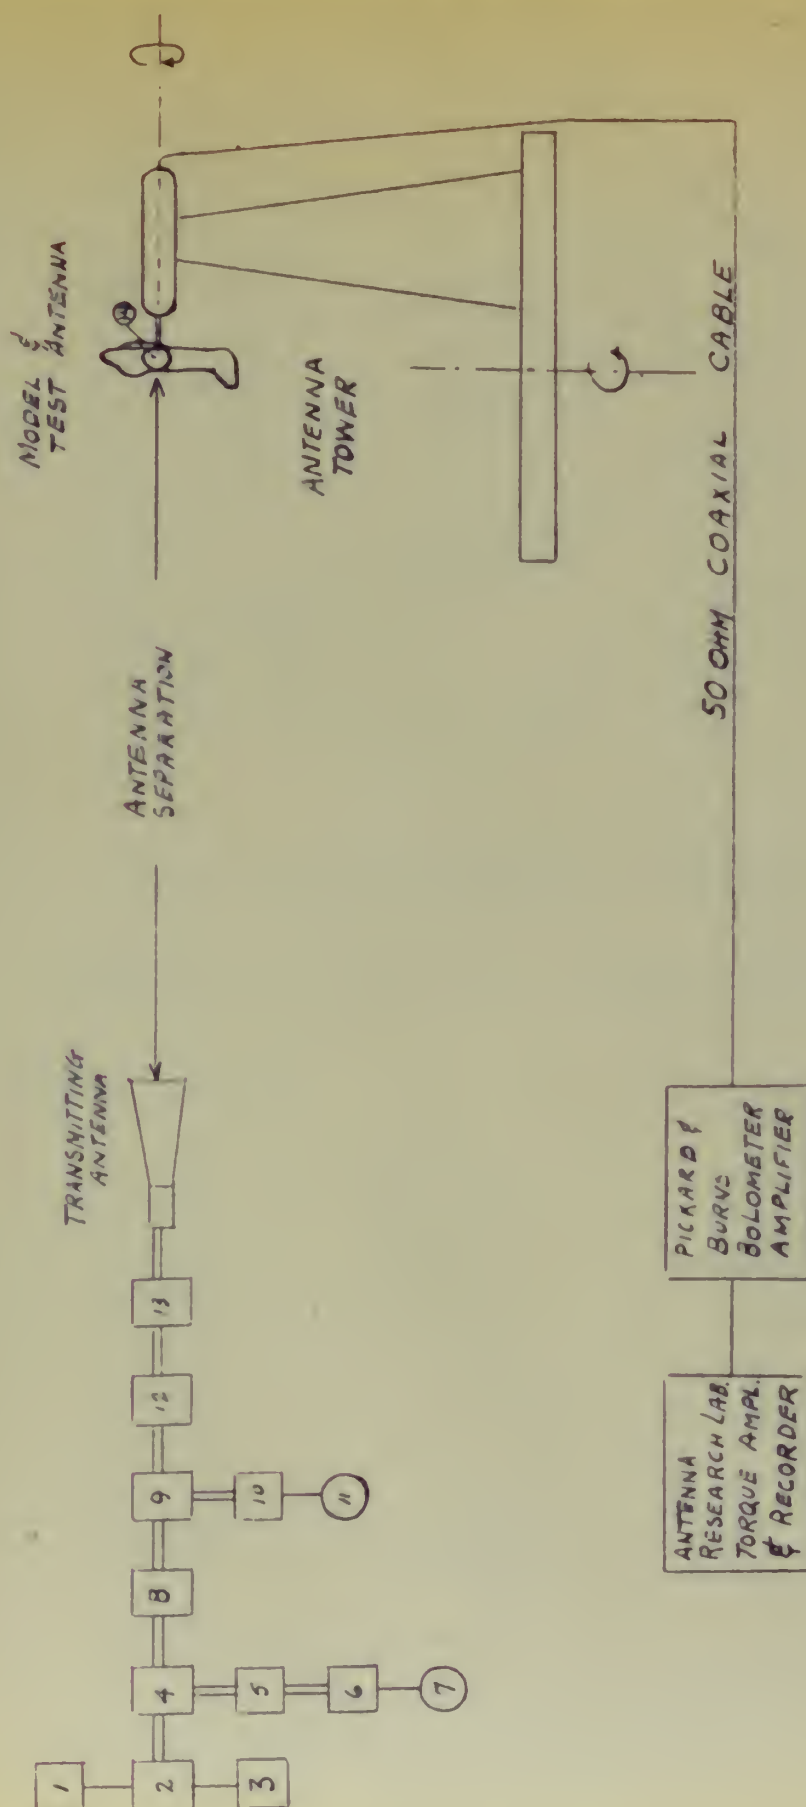 MODEL &
TEST ANTENNA
14
ANTENNA
TOWER
ANTENNA
SEPARATION
50 OHM COAXIAL CABLE
TRANSMITTING
ANTENNA
1
2
3
4
5
6
7
8
9
10
11
12
13
PICKARD &
BURNS
BOLOMETER
AMPLIFIER
ANTENNA
RESEARCH LAB.
TORQUE AMPL.
& RECORDER